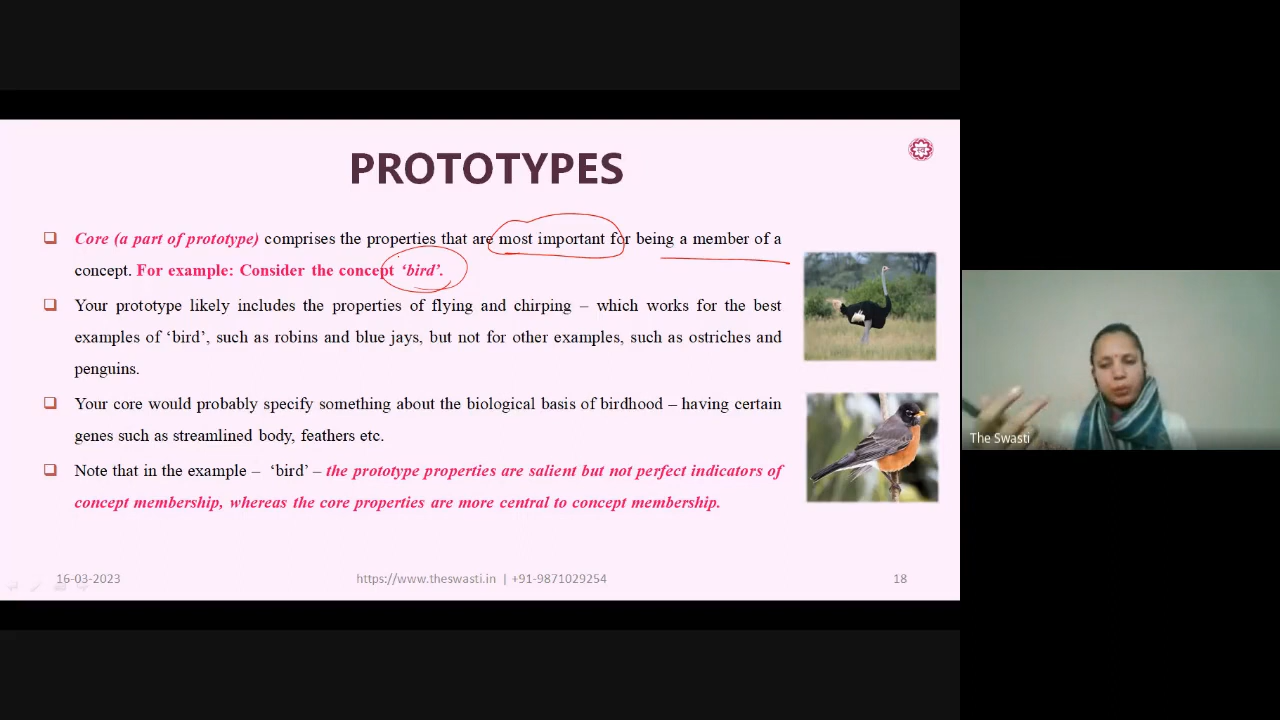 PROTOTYPES
Core (a part of prototype) comprises the properties that are most important for being a member of a
concept. For example: Consider the concept ‘bird’.
Your prototype likely includes the properties of flying and chirping – which works for the best
examples of ‘bird’, such as robins and blue jays, but not for other examples, such as ostriches and
penguins.
Your core would probably specify something about the biological basis of birdhood – having certain
genes such as streamlined body, feathers etc.
Note that in the example – ‘bird’ – the prototype properties are salient but not perfect indicators of
concept membership, whereas the core properties are more central to concept membership.
16-03-2023
https://www.theswasti.in | +91-9871029254
18
The Swasti